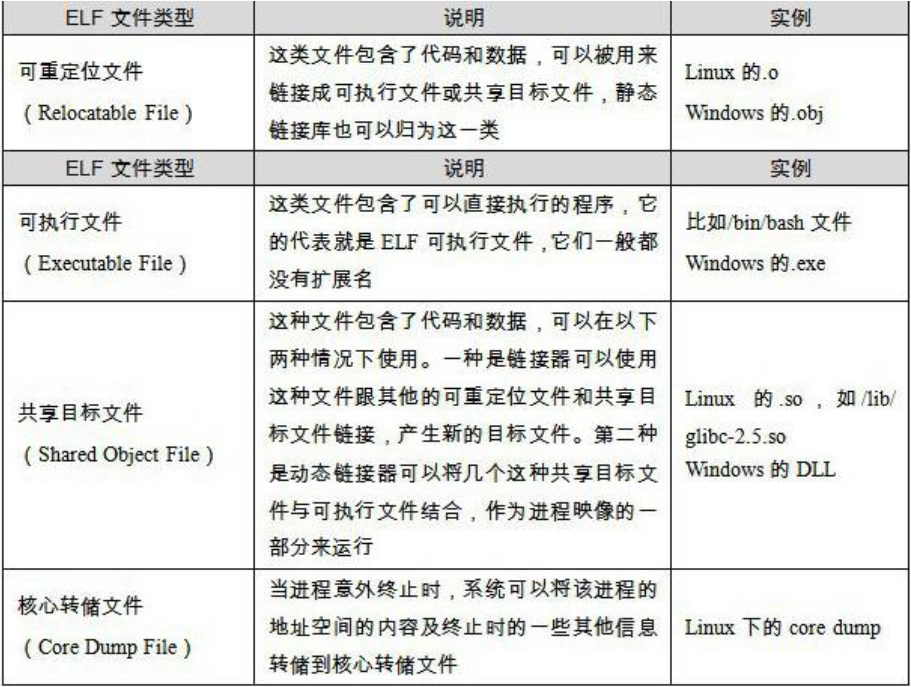 ELF 文件类型 说明 实例
可重定位文件
（Relocatable File）
这类文件包含了代码和数据，可以被用来
链接成可执行文件或共享目标文件，静态
链接库也可以归为这一类
Linux 的.o
Windows 的.obj
ELF 文件类型 说明 实例
可执行文件
（Executable File）
这类文件包含了可以直接执行的程序，它
的代表就是 ELF 可执行文件，它们一般都
没有扩展名
比如/bin/bash 文件
Windows 的.exe
共享目标文件
（Shared Object File）
这种文件包含了代码和数据，可以在以下
两种情况下使用。一种是链接器可以使用
这种文件跟其他的可重定位文件和共享目
标文件链接，产生新的目标文件。第二种
是动态链接器可以将几个这种共享目标文
件与可执行文件结合，作为进程映像的一
部分来运行
Linux 的.so，如/lib/
glibc-2.5.so
Windows 的 DLL
核心转储文件
（Core Dump File）
当进程意外终止时，系统可以将该进程的
地址空间的内容及终止时的一些其他信息
转储到核心转储文件
Linux 下的 core dump